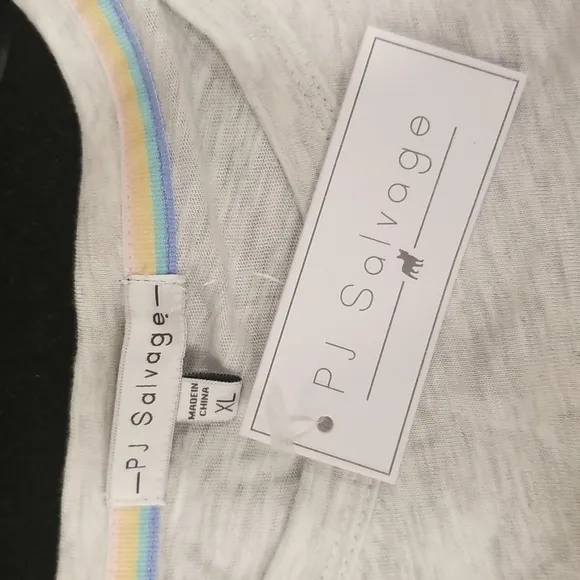 PJ Salvage
—PJ Salvage—
MADE IN
CHINA
XL